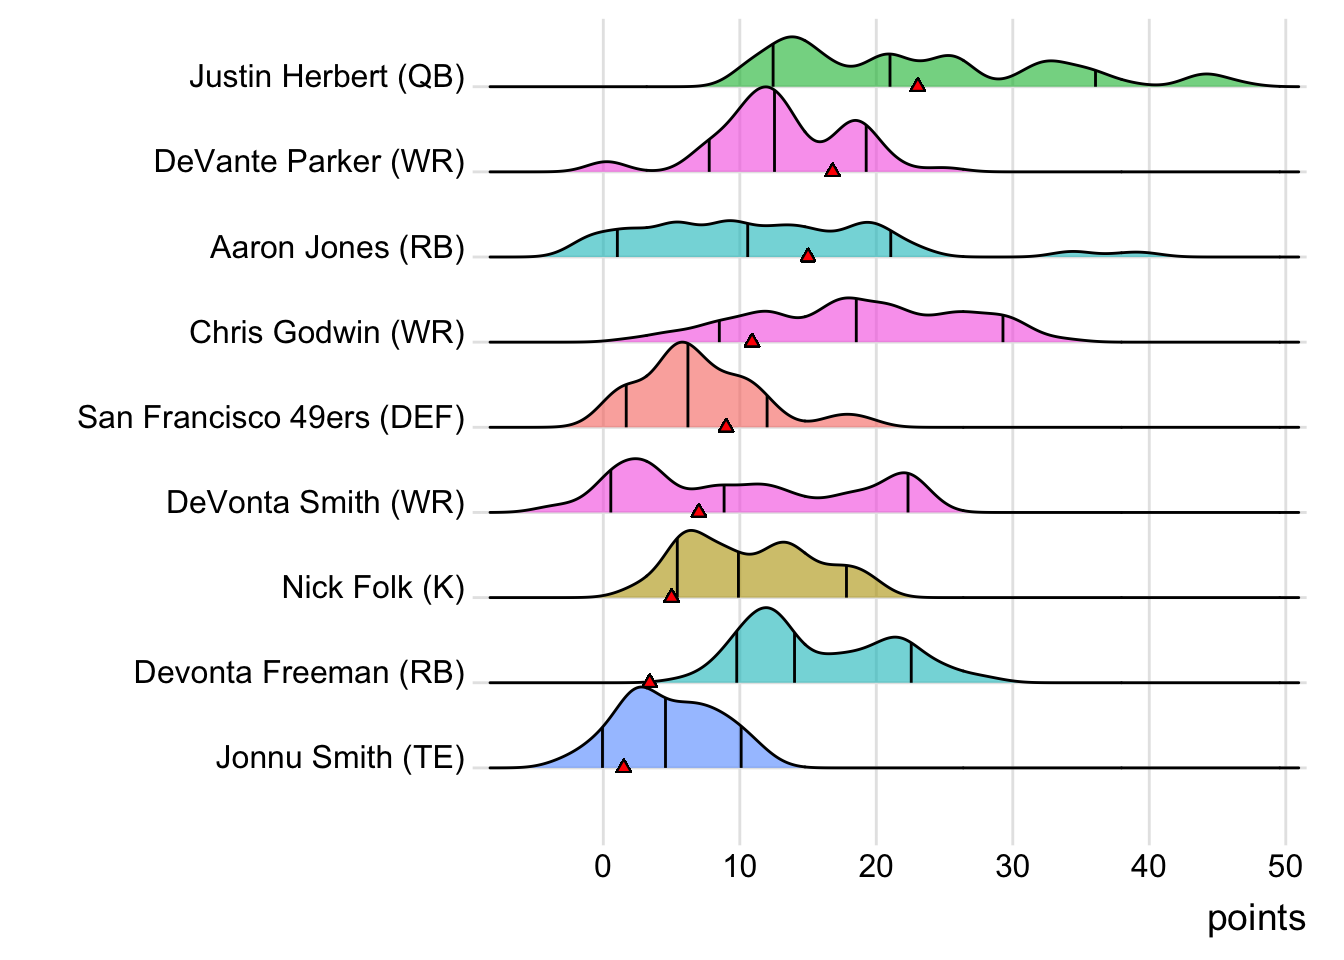 Justin Herbert (QB)
DeVante Parker (WR)
Aaron Jones (RB)
Chris Godwin (WR)
San Francisco 49ers (DEF)
DeVonta Smith (WR)
Nick Folk (K)
Devonta Freeman (RB)
Jonnu Smith (TE)
0 10 20 30 40 50
points